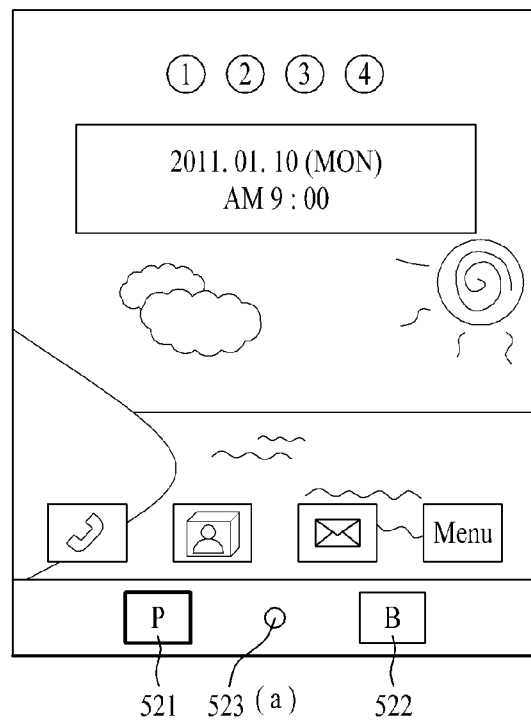 ① ② ③ ④
2011. 01. 10 (MON)
AM 9 : 00
Menu
P B
521 523 (a) 522